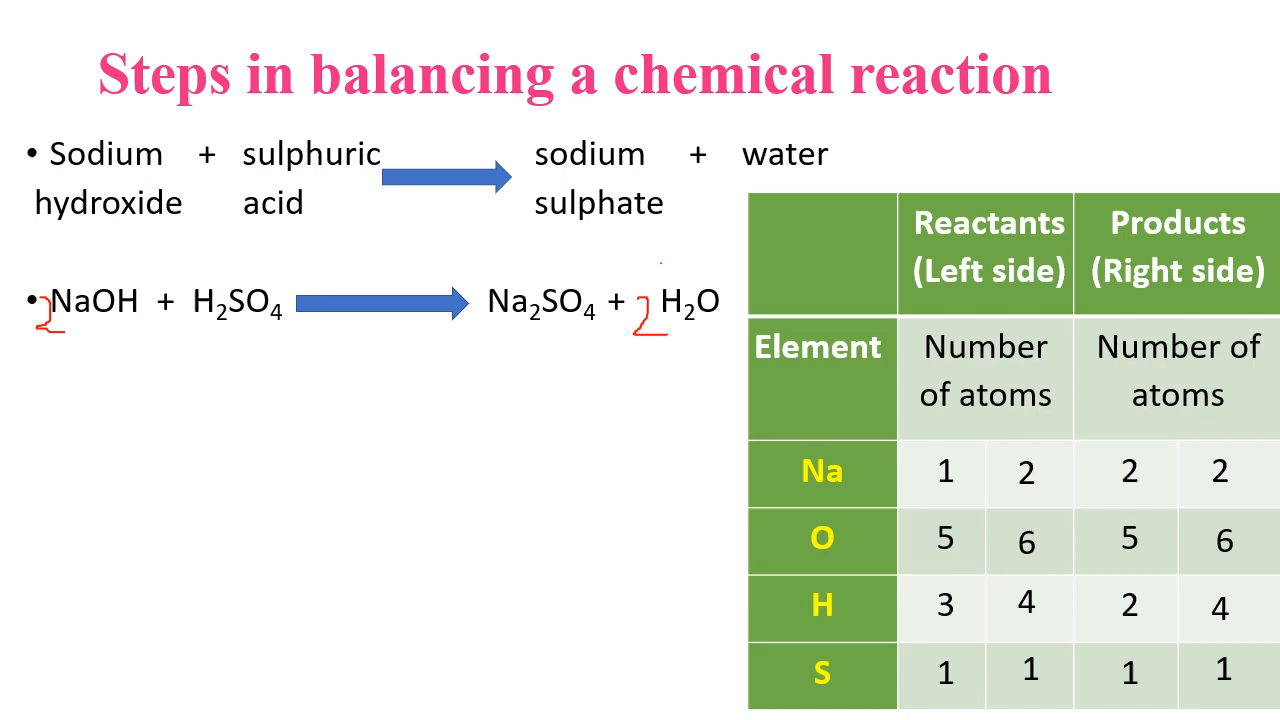 Steps in balancing a chemical reaction
• Sodium + sulphuric sodium + water
hydroxide acid sulphate
• 2NaOH + H₂SO₄ Na₂SO₄ + 2 H₂O
Reactants Products
(Left side) (Right side)
Element Number Number of
of atoms atoms
Na 1 2 2 2
O 5 6 5 6
H 3 4 2 4
S 1 1 1 1